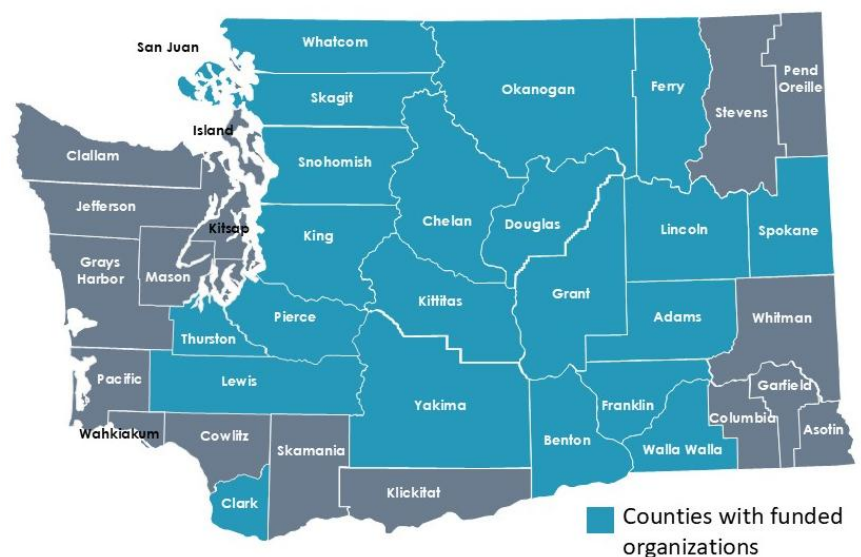 San Juan
Whatcom
Skagit
Okanogan
Ferry
Stevens
Pend
Oreille
Island
Clallam
Snohomish
Jefferson
Kitsap
King
Chelan
Douglas
Lincoln
Spokane
Grays
Harbor
Mason
Kittitas
Grant
Pierce
Adams
Whitman
Thurston
Pacific
Lewis
Yakima
Franklin
Garfield
Columbia
Asotin
Wahkiakum
Cowlitz
Skamania
Benton
Walla Walla
Klickitat
Clark
Counties with funded
organizations